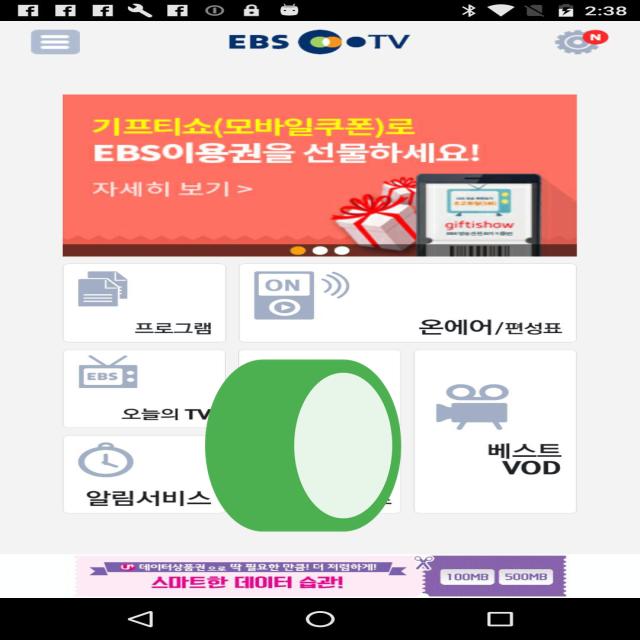 2:38
EBS TV
N
기프티쇼(모바일쿠폰)로
EBS이용권을 선물하세요!
자세히 보기 >
giftishow
프로그램
ON
온에어/편성표
EBS
오늘의 TV
알림서비스
베스트
VOD
데이터상품권으로 딱 필요한 만큼! 더 저렴하게!
스마트한 데이터 습관!
100MB
500MB